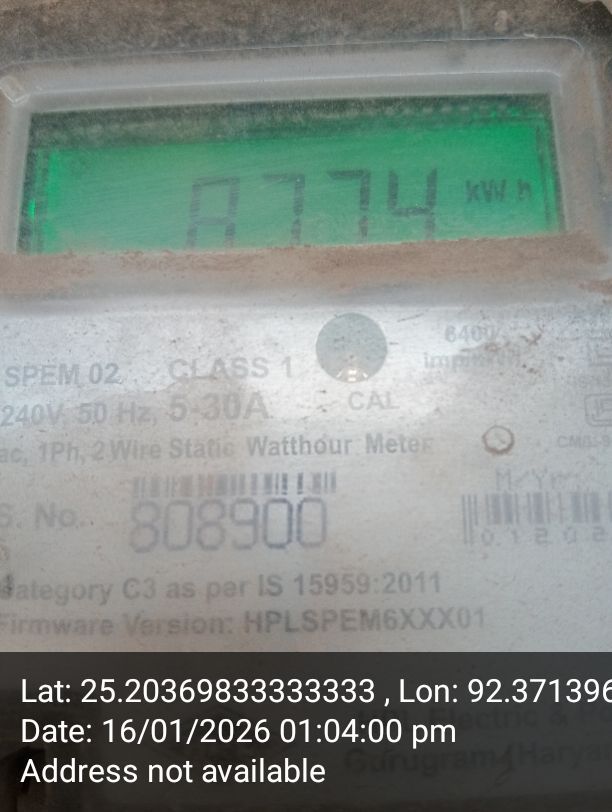 8774 kWh
SPEM 02 CLASS 1
6400
CAL
240V, 50 Hz, 5-30A
ac, 1Ph, 2 Wire Static Watthour Meter
S. No.
808900
M/Yr
Category C3 as per IS 15959:2011
Firmware Version: HPLSPEM6XXX01
Lat: 25.20369833333333 , Lon: 92.371396
Date: 16/01/2026 01:04:00 pm
Address not available